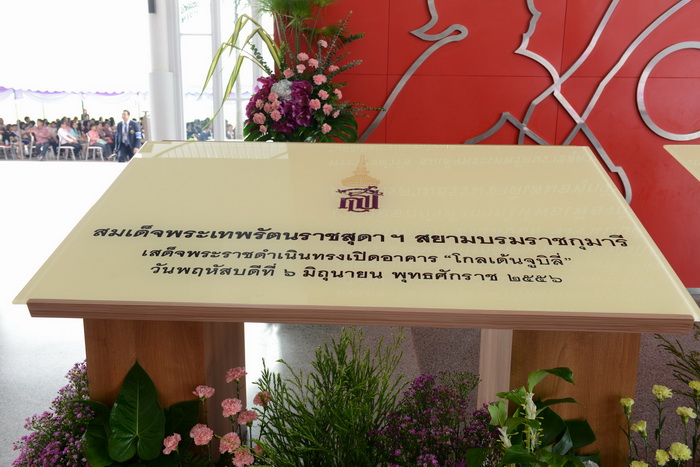 สมเด็จพระเทพรัตนราชสุดา ฯ สยามบรมราชกุมารี
เสด็จพระราชดำเนินทรงเปิดอาคาร “โกลเด้นจูบิลี่”
วันพฤหัสบดีที่ ๖ มิถุนายน พุทธศักราช ๒๕๕๖